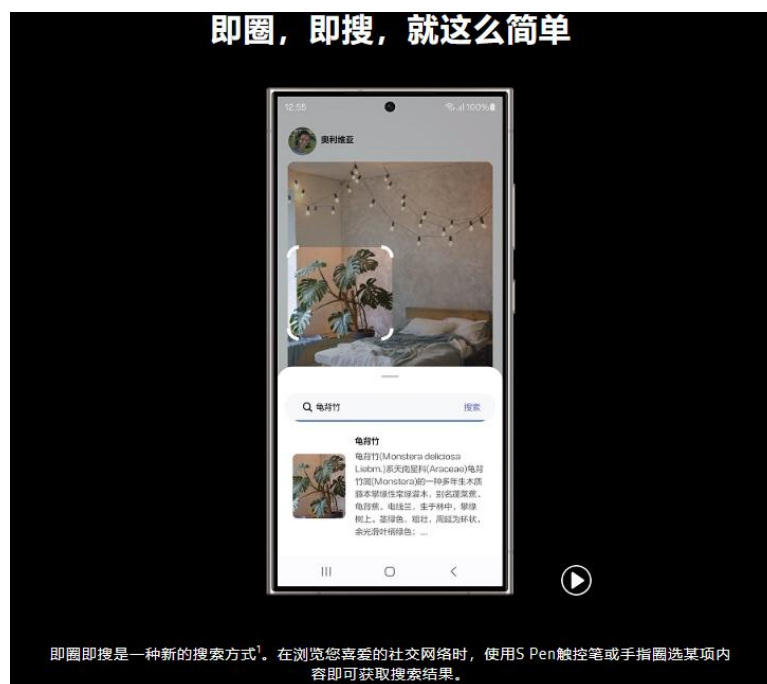 即圈，即搜，就这么简单
12:55
100%
奥利维亚
龟背竹
搜索
龟背竹
龟背竹(Monstera deliciosa
Liebm.)系天南星科(Araceae)龟背
竹属(Monstera)的一种多年生木质
藤本攀缘性常绿灌木，别名蓬莱蕉、
龟背蕉、电线兰，生于林中，攀缘
树上。茎绿色，粗壮，周延为环状，
余光滑叶柄绿色；...
即圈即搜是一种新的搜索方式¹。在浏览您喜爱的社交网络时，使用S Pen触控笔或手指圈选某项内
容即可获取搜索结果。